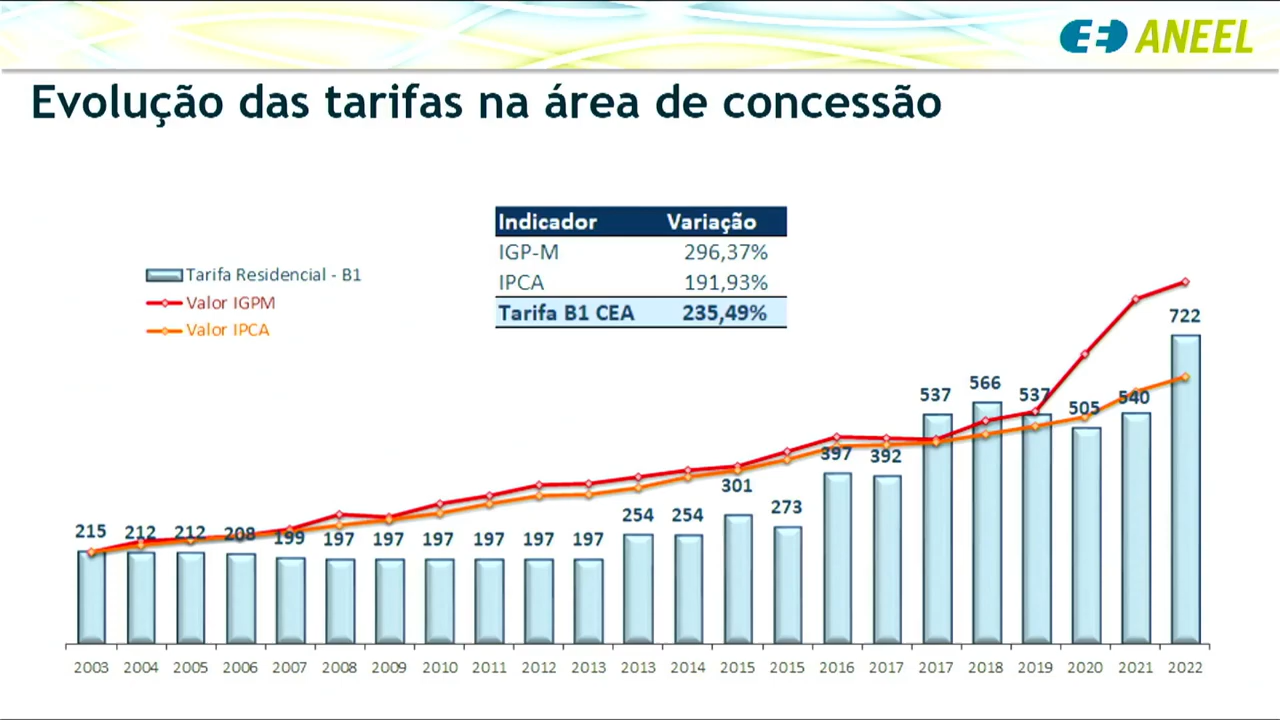 ANEEL
Evolução das tarifas na área de concessão
Indicador Variação
IGP-M 296,37%
IPCA 191,93%
Tarifa B1 CEA 235,49%
Tarifa Residencial - B1
Valor IGPM
Valor IPCA
215 212 212 208 199 197 197 197 197 197 197 254 254 301 273 397 392 537 566 537 505 540 722
2003 2004 2005 2006 2007 2008 2009 2010 2011 2012 2013 2013 2014 2015 2015 2016 2017 2017 2018 2019 2020 2021 2022